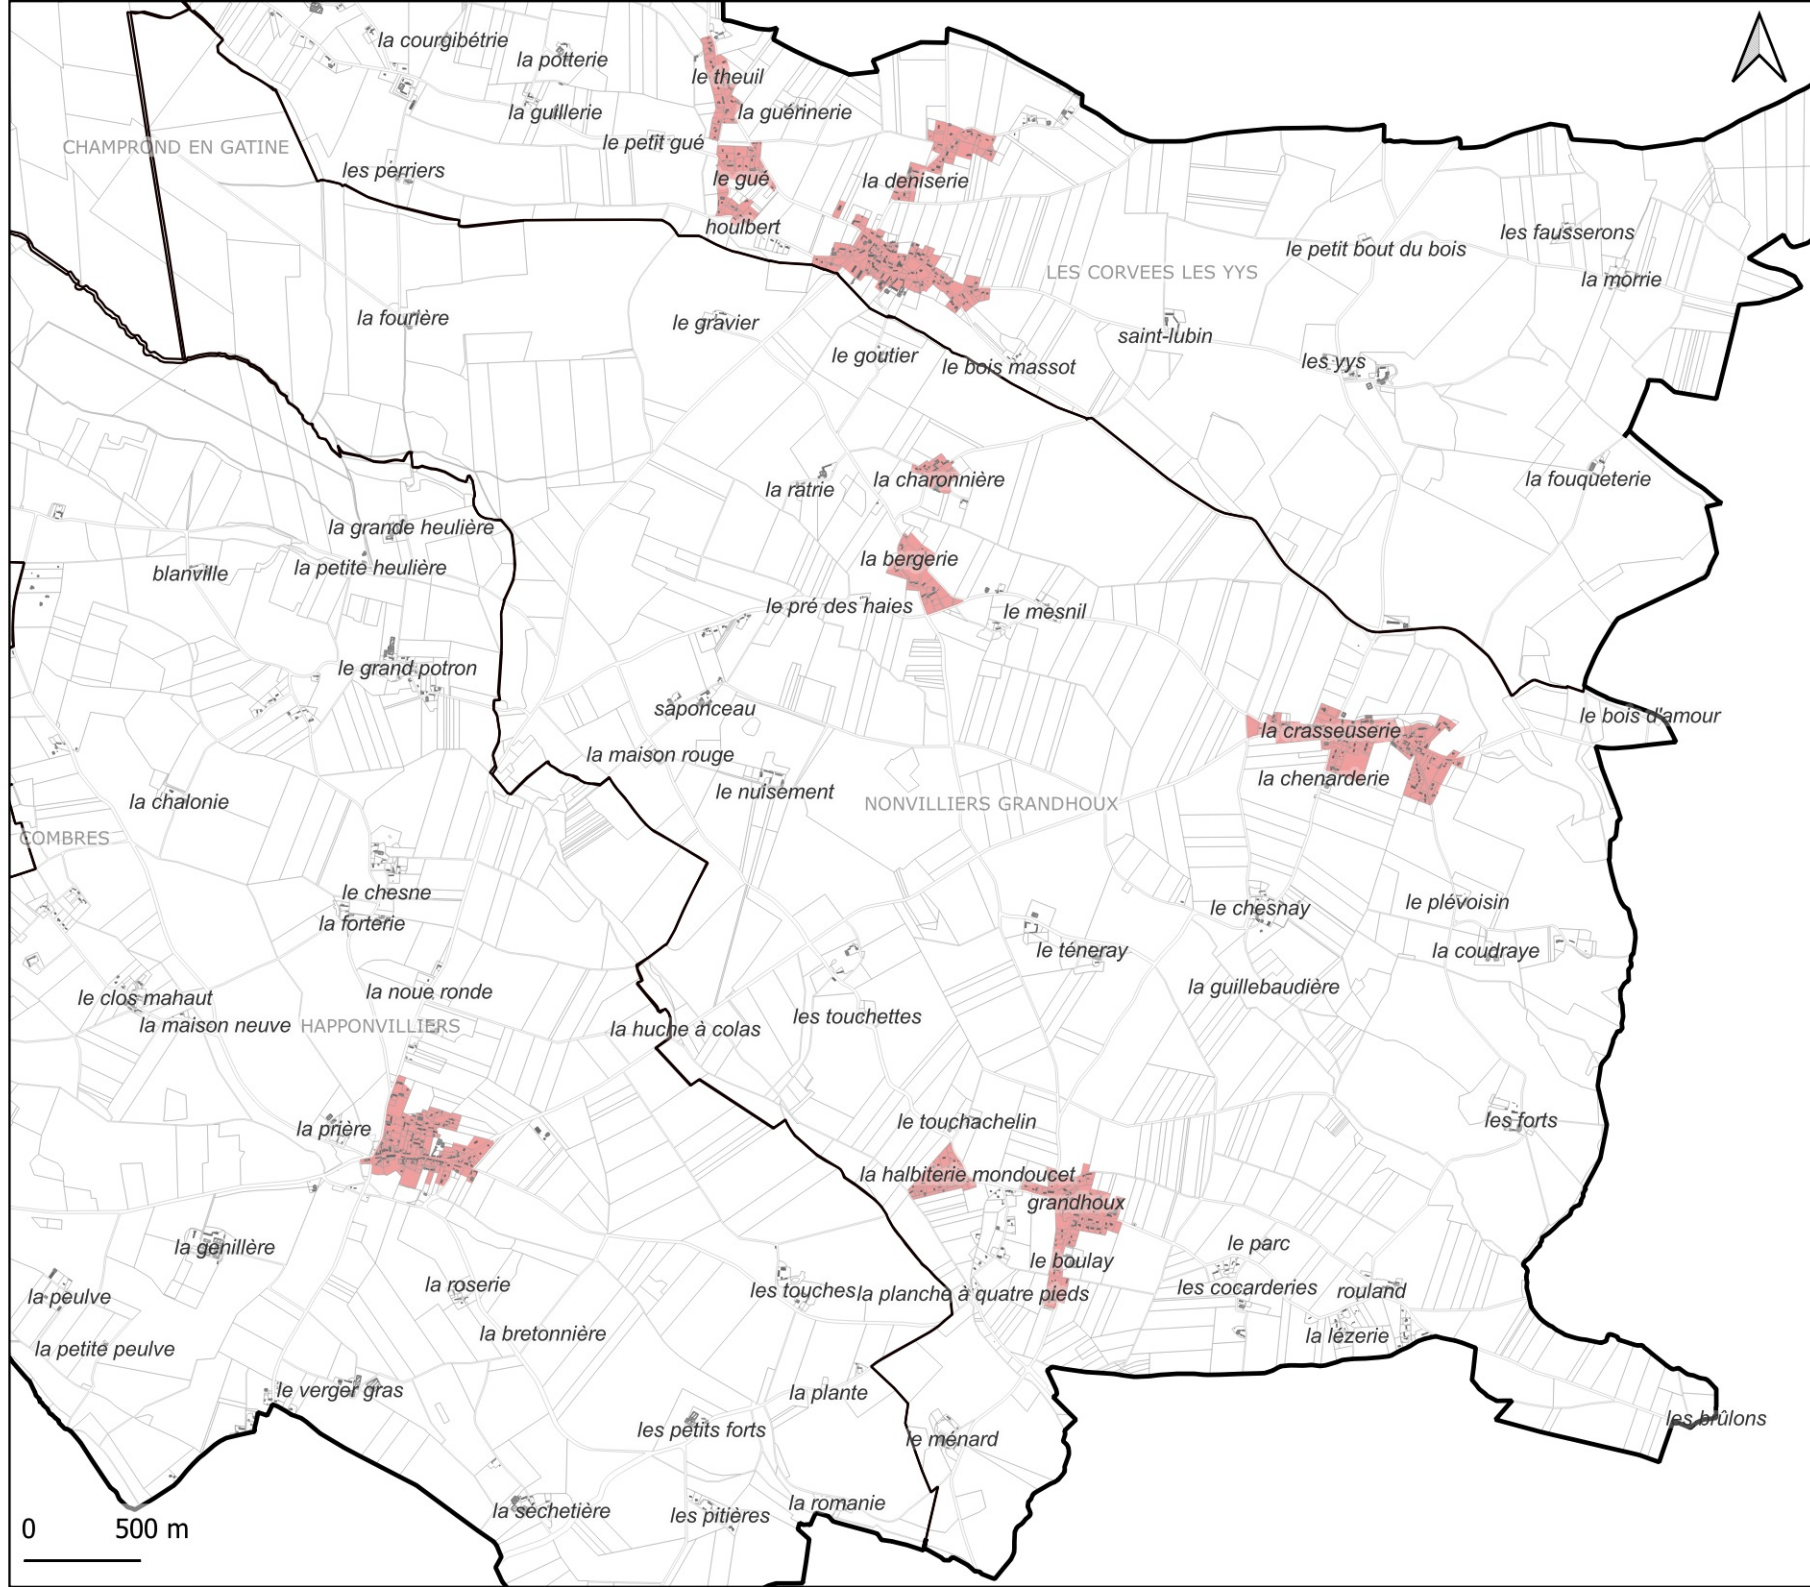 la courgibétrie
la potterie
le theuil
la guillerie
la guérinerie
CHAMPROND EN GATINE
le petit gué
les perriers
le gué
la deniserie
houlbert
les fausserons
le petit bout du bois
LES CORVEES LES YYS
la morrie
la fourière
le gravier
saint-lubin
le goutier
le bois massot
les yys
la ratrie
la charonnière
la fouqueterie
la grande heulière
la petite heulière
blanville
la bergerie
le pré des haies
le mesnil
le grand potron
saponceau
le bois d'amour
la crasseuserie
la maison rouge
la chenarderie
le nuisement
la chalonie
NONVILLIERS GRANDHOUX
COMBRES
le chesne
le plévoisin
le chesnay
la forterie
le téneray
la coudraye
la noue ronde
la guillebaudière
le clos mahaut
les touchettes
la maison neuve
HAPPONVILLIERS
la huche à colas
la prière
le touchachelin
les forts
la halbiterie mondoucet
grandhoux
la genillère
le parc
le boulay
la roserie
les touches
la planche à quatre pieds
les cocarderies
rouland
la peulve
la bretonnière
la lézerie
la petite peulve
le verger gras
la plante
les brûlons
les petits forts
le ménard
la séchetière
les pitières
la romanie
0 500 m